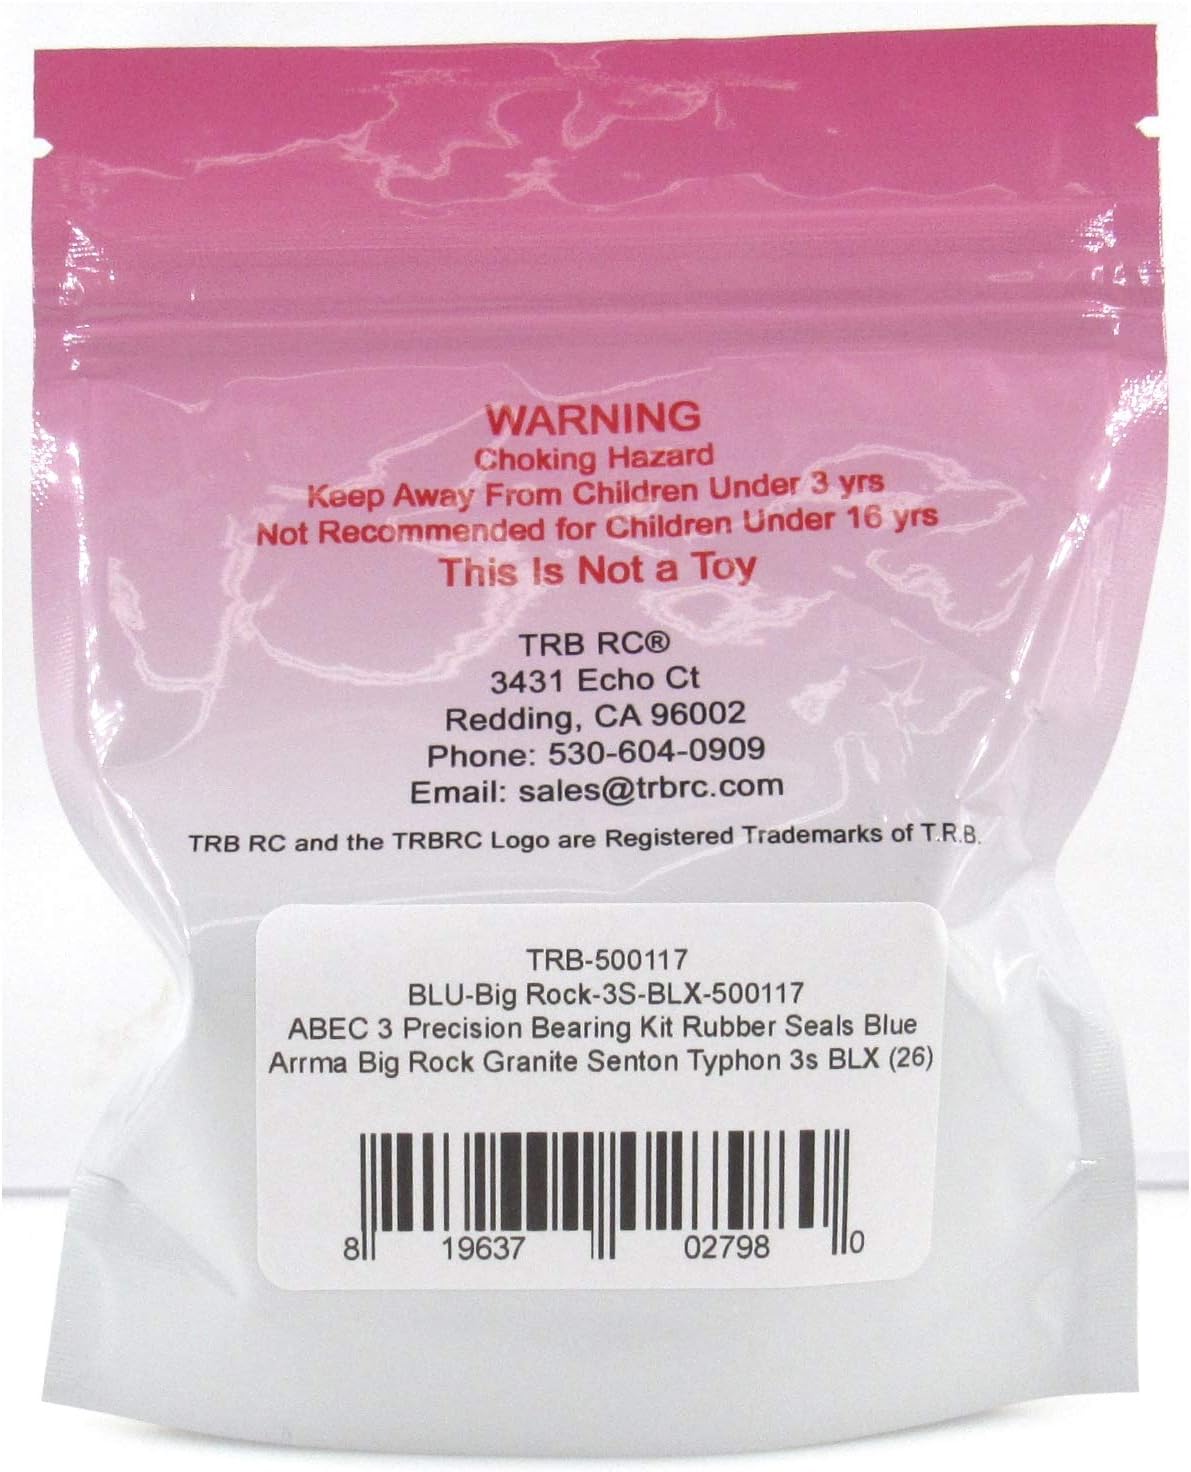 WARNING
Choking Hazard
Keep Away From Children Under 3 yrs
Not Recommended for Children Under 16 yrs
This Is Not a Toy
TRB RC®
3431 Echo Ct
Redding, CA 96002
Phone: 530-604-0909
Email: sales@trbrc.com
TRB RC and the TRBRC Logo are Registered Trademarks of T.R.B.
TRB-500117
BLU-Big Rock-3S-BLX-500117
ABEC 3 Precision Bearing Kit Rubber Seals Blue
Arrma Big Rock Granite Senton Typhon 3s BLX (26)
8 19637 02798 0